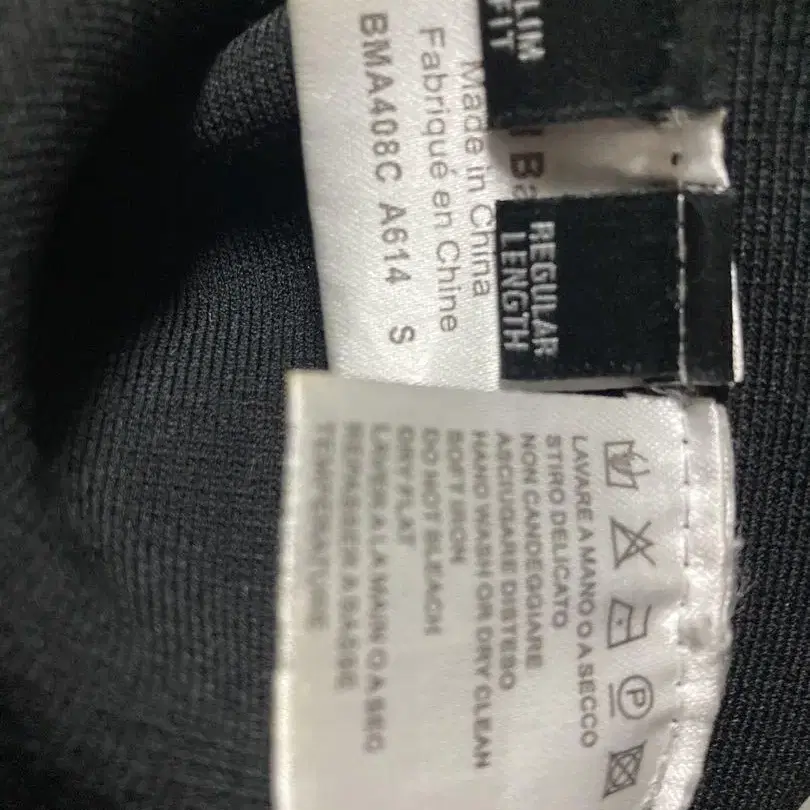 SLIM
FIT
REGULAR
LENGTH
Made in China
Fabriqué en Chine
BMA408C A614 S
P
LAVARE A MANO O A SECCO
STIRO DELICATO
NON CANDEGGIARE
ASCIUGARE DISTESO
HAND WASH OR DRY CLEAN
SOFT IRON
DO NOT BLEACH
DRY FLAT
LAVER A LA MAIN O A SEC
REPASSER A BASSE
TEMPERATURE